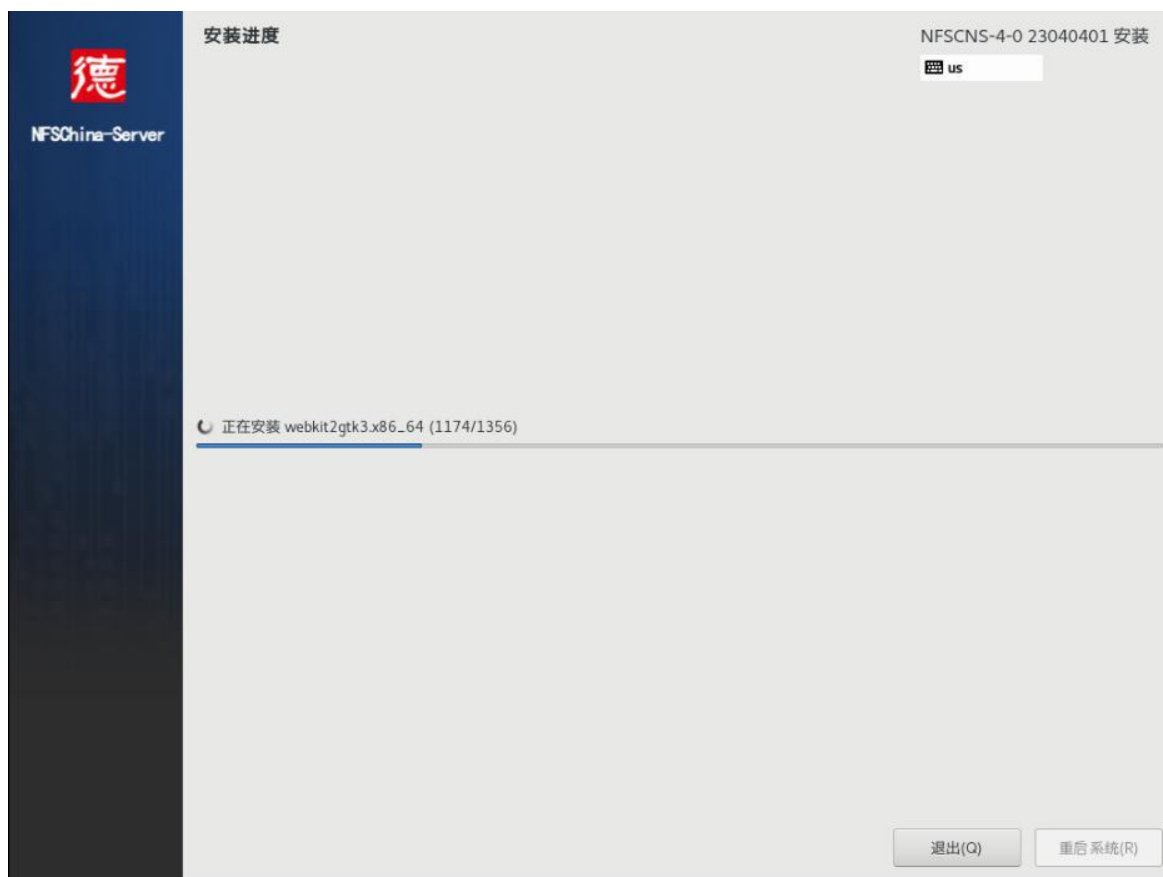 德
NFSChina-Server
安装进度
NFSCNS-4-0 23040401 安装
us
正在安装 webkit2gtk3.x86_64 (1174/1356)
退出(Q)
重启系统(R)